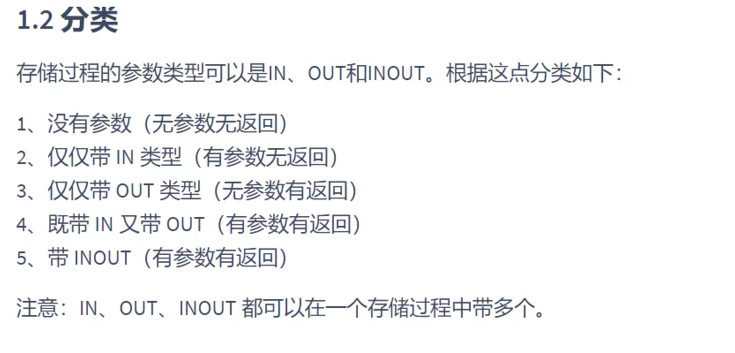 1.2 分类
存储过程的参数类型可以是IN、OUT和INOUT。根据这点分类如下：
1、没有参数（无参数无返回）
2、仅仅带 IN 类型（有参数无返回）
3、仅仅带 OUT 类型（无参数有返回）
4、既带 IN 又带 OUT（有参数有返回）
5、带 INOUT（有参数有返回）
注意：IN、OUT、INOUT 都可以在一个存储过程中带多个。